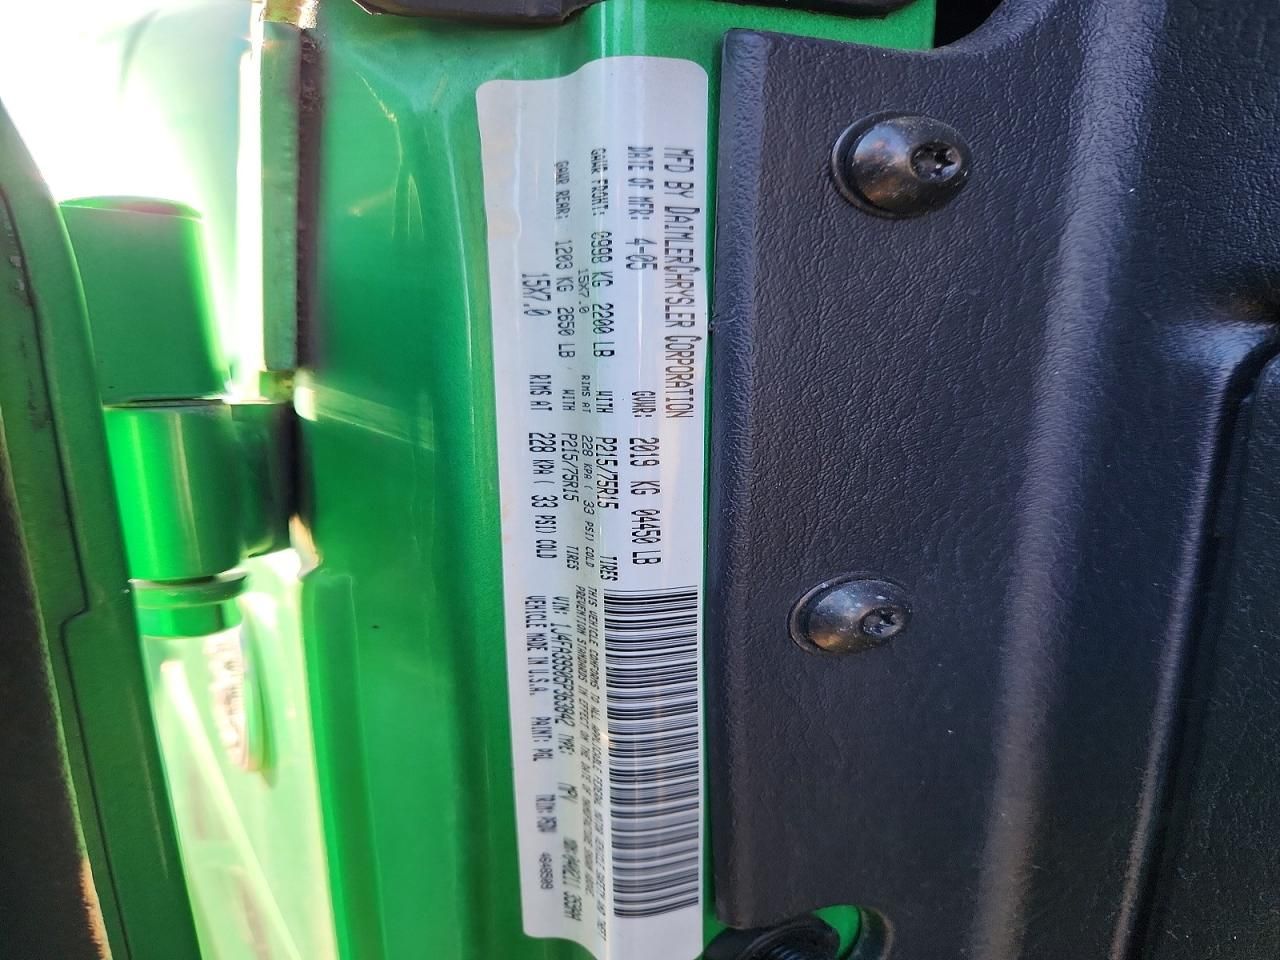 MFD BY DAIMLERCHRYSLER CORPORATION
DATE OF MFR: 4-05 GVWR: 2019 KG 04450 LB
GAWR FRONT: 0998 KG 2200 LB WITH P215/75R15 TIRES
15X7.0 RIMS AT 228 KPA ( 33 PSI) COLD
GAWR REAR: 1203 KG 2650 LB WITH P215/75R15 TIRES
15X7.0 RIMS AT 228 KPA ( 33 PSI) COLD
THIS VEHICLE CONFORMS TO ALL APPLICABLE FEDERAL MOTOR VEHICLE SAFETY AND THEFT
PREVENTION STANDARDS IN EFFECT ON THE DATE OF MANUFACTURE SHOWN ABOVE.
VIN: 1J4FA39S05P363942 TYPE: MPV
VEHICLE MADE IN U.S.A. PAINT: PGL TRIM: